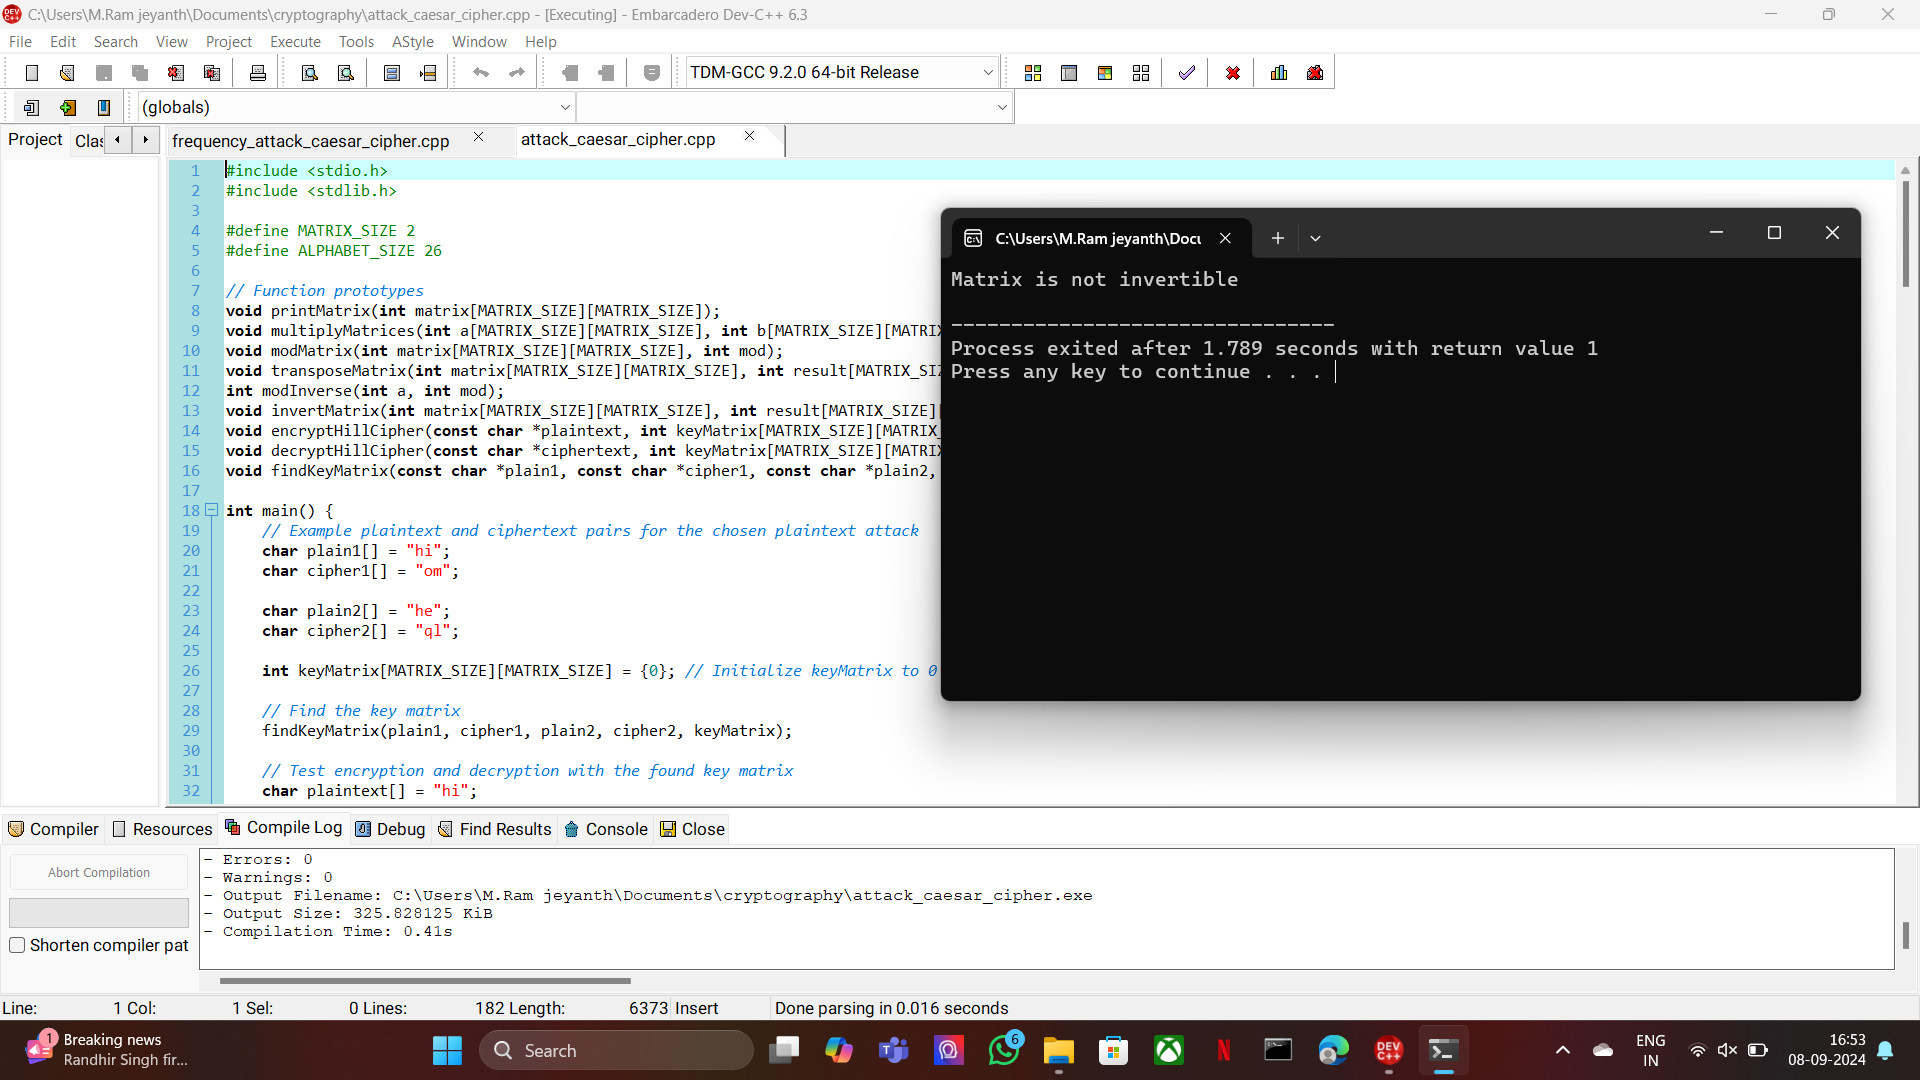 C:\Users\M.Ram jeyanth\Documents\cryptography\attack_caesar_cipher.cpp - [Executing] - Embarcadero Dev-C++ 6.3
File Edit Search View Project Execute Tools AStyle Window Help
TDM-GCC 9.2.0 64-bit Release
(globals)
Project Clas
frequency_attack_caesar_cipher.cpp attack_caesar_cipher.cpp
1 #include <stdio.h>
2 #include <stdlib.h>
3
4 #define MATRIX_SIZE 2
5 #define ALPHABET_SIZE 26
6
7 // Function prototypes
8 void printMatrix(int matrix[MATRIX_SIZE][MATRIX_SIZE]);
9 void multiplyMatrices(int a[MATRIX_SIZE][MATRIX_SIZE], int b[MATRIX_SIZE][MATRI
10 void modMatrix(int matrix[MATRIX_SIZE][MATRIX_SIZE], int mod);
11 void transposeMatrix(int matrix[MATRIX_SIZE][MATRIX_SIZE], int result[MATRIX_SI
12 int modInverse(int a, int mod);
13 void invertMatrix(int matrix[MATRIX_SIZE][MATRIX_SIZE], int result[MATRIX_SIZE]
14 void encryptHillCipher(const char *plaintext, int keyMatrix[MATRIX_SIZE][MATRIX_
15 void decryptHillCipher(const char *ciphertext, int keyMatrix[MATRIX_SIZE][MATRI
16 void findKeyMatrix(const char *plain1, const char *cipher1, const char *plain2,
17
18 int main() {
19 // Example plaintext and ciphertext pairs for the chosen plaintext attack
20 char plain1[] = "hi";
21 char cipher1[] = "om";
22
23 char plain2[] = "he";
24 char cipher2[] = "ql";
25
26 int keyMatrix[MATRIX_SIZE][MATRIX_SIZE] = {0}; // Initialize keyMatrix to 0
27
28 // Find the key matrix
29 findKeyMatrix(plain1, cipher1, plain2, cipher2, keyMatrix);
30
31 // Test encryption and decryption with the found key matrix
32 char plaintext[] = "hi";
C:\Users\M.Ram jeyanth\Docu
Matrix is not invertible
--------------------------------
Process exited after 1.789 seconds with return value 1
Press any key to continue . . .
Compiler Resources Compile Log Debug Find Results Console Close
Abort Compilation
Shorten compiler pat
- Errors: 0
- Warnings: 0
- Output Filename: C:\Users\M.Ram jeyanth\Documents\cryptography\attack_caesar_cipher.exe
- Output Size: 325.828125 KiB
- Compilation Time: 0.41s
Line: 1 Col: 1 Sel: 0 Lines: 182 Length: 6373 Insert Done parsing in 0.016 seconds
1
Breaking news
Randhir Singh fir...
Search
6
DEV
C++
ENG
IN
16:53
08-09-2024